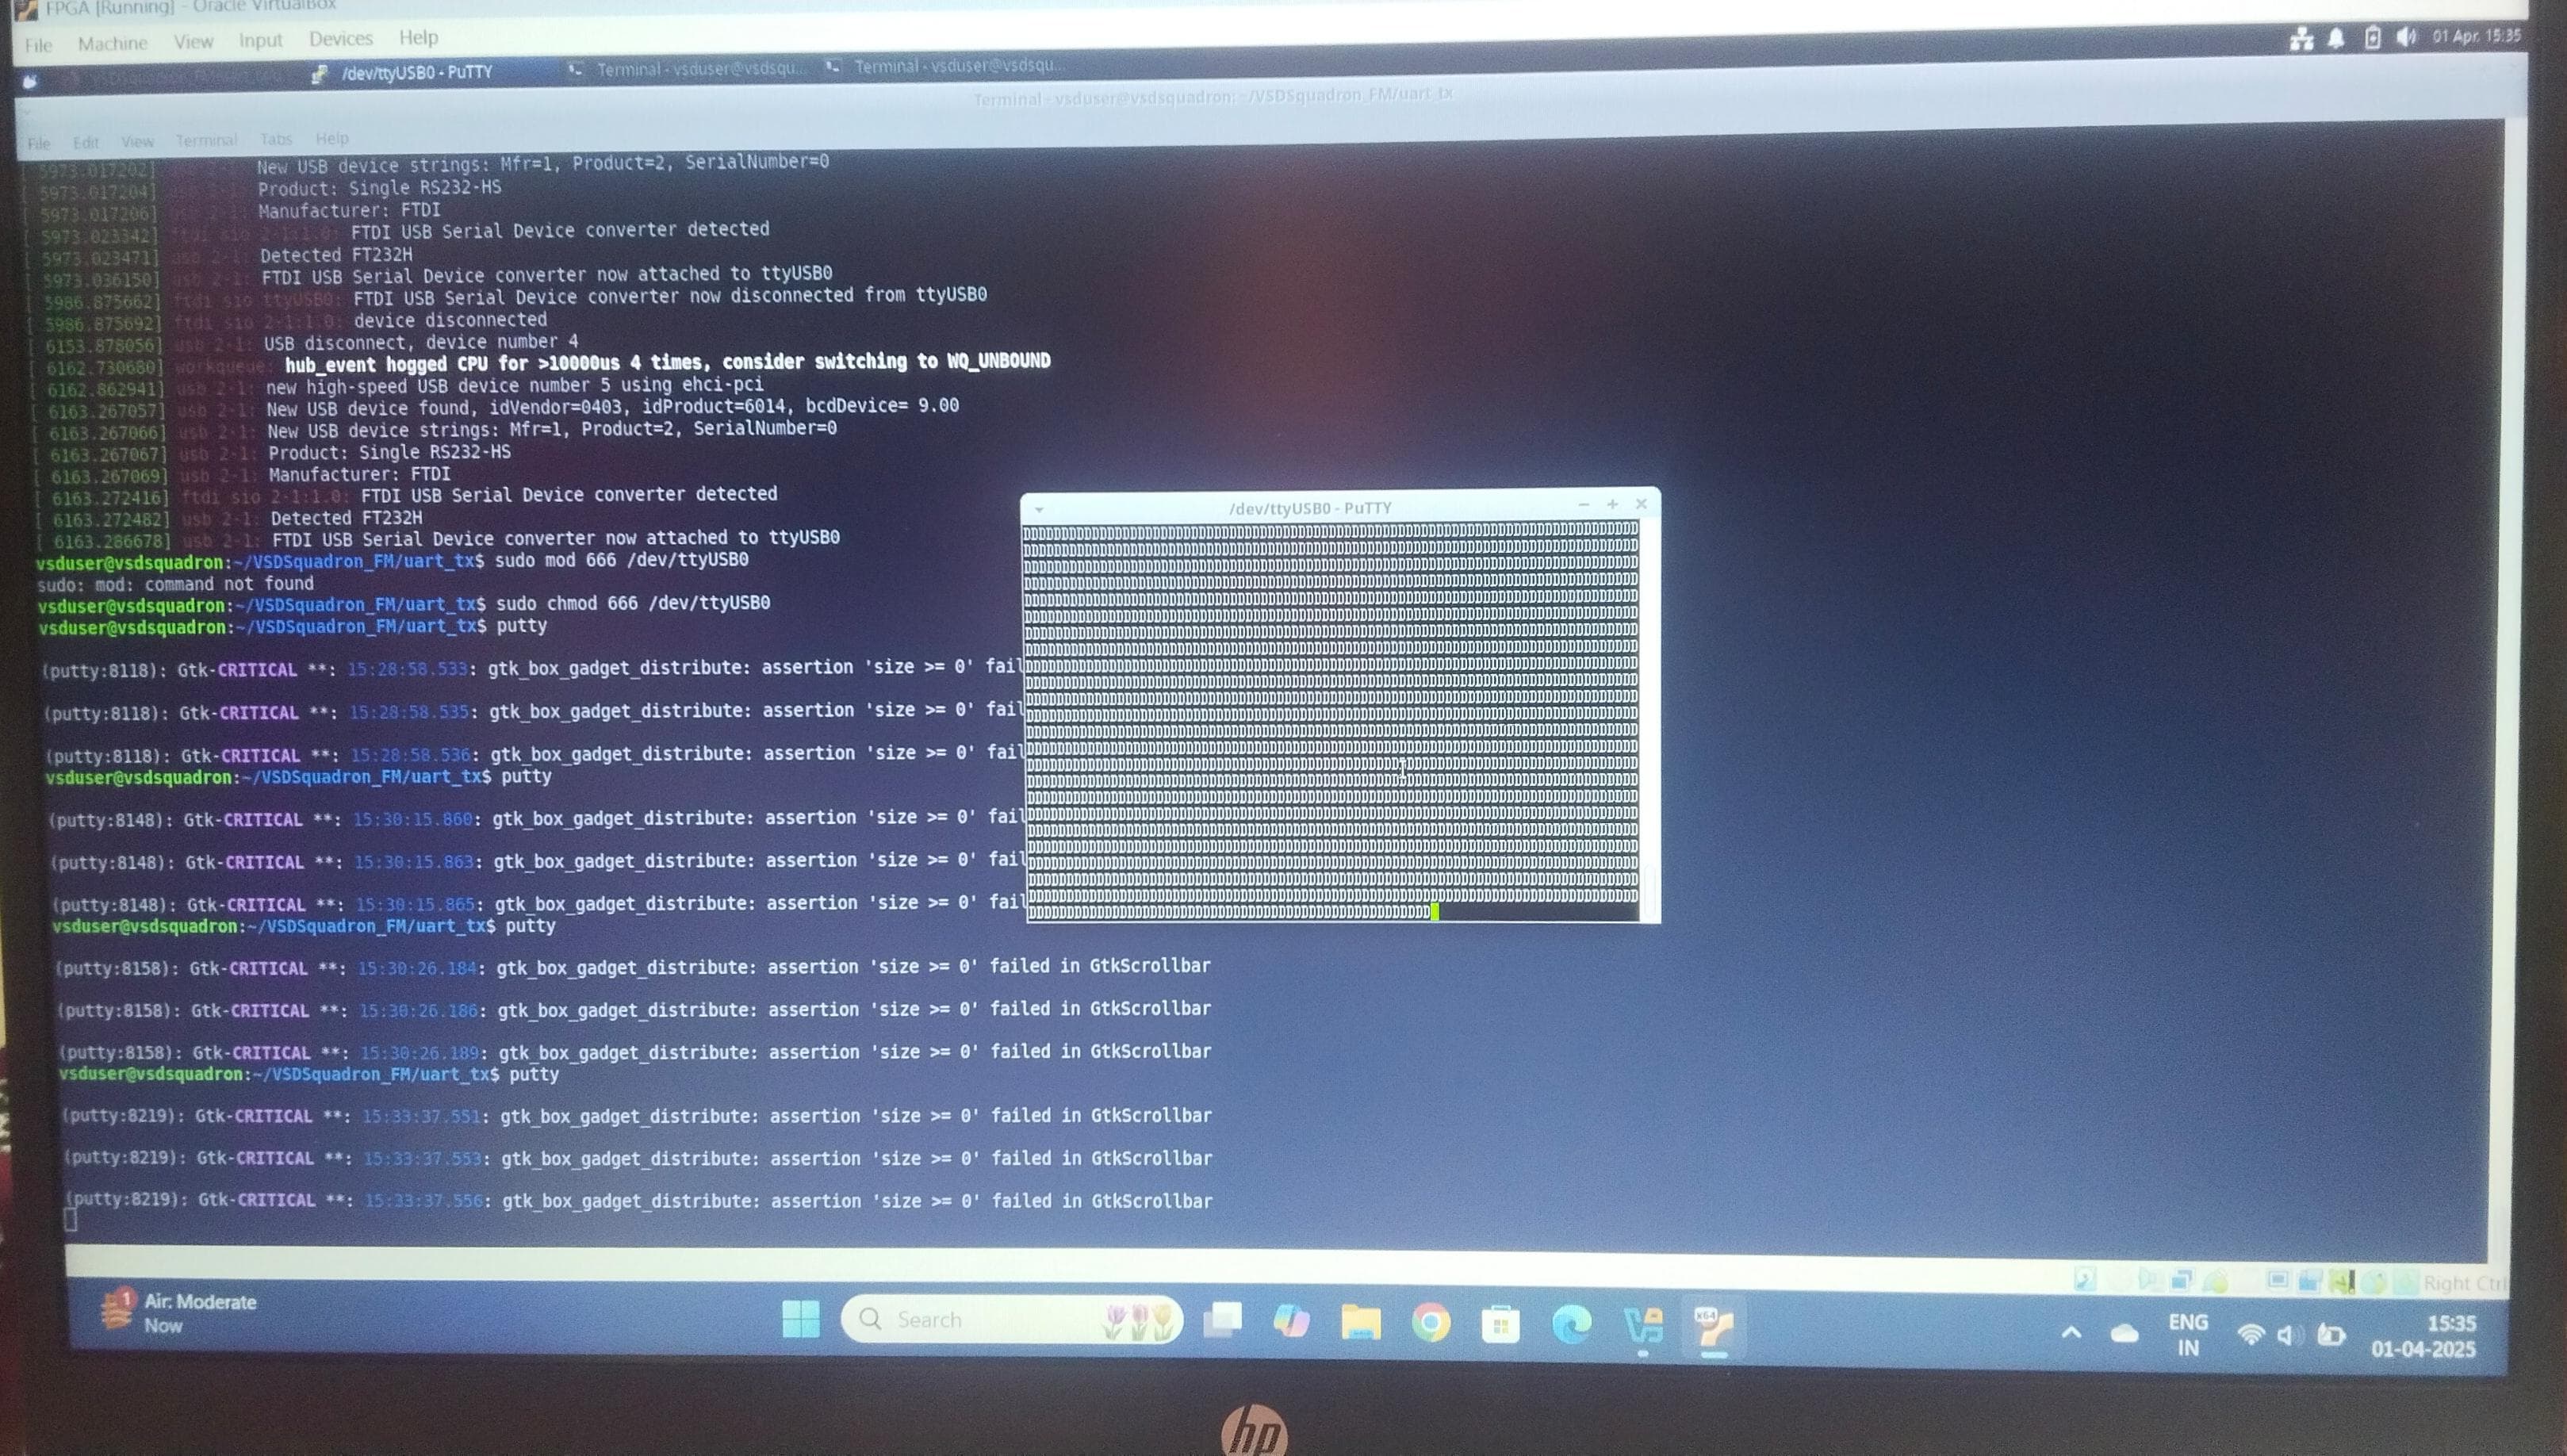 FPGA [Running] - Oracle VirtualBox
File Machine View Input Devices Help
/dev/ttyUSB0 - PuTTY Terminal - vsduser@vsdsqu... Terminal - vsduser@vsdsqu... 01 Apr, 15:35
Terminal - vsduser@vsdsquadron: ~/VSDSquadron_FM/uart_tx
File Edit View Terminal Tabs Help
[ 5973.017202] New USB device strings: Mfr=1, Product=2, SerialNumber=0
[ 5973.017204] usb 2-1: Product: Single RS232-HS
[ 5973.017206] usb 2-1: Manufacturer: FTDI
[ 5973.023342] ftdi_sio 2-1:1.0: FTDI USB Serial Device converter detected
[ 5973.023471] usb 2-1: Detected FT232H
[ 5973.036150] usb 2-1: FTDI USB Serial Device converter now attached to ttyUSB0
[ 5986.875662] ftdi_sio ttyUSB0: FTDI USB Serial Device converter now disconnected from ttyUSB0
[ 5986.875692] ftdi_sio 2-1:1.0: device disconnected
[ 6153.878056] usb 2-1: USB disconnect, device number 4
[ 6162.730680] workqueue: hub_event hogged CPU for >10000us 4 times, consider switching to WQ_UNBOUND
[ 6162.862941] usb 2-1: new high-speed USB device number 5 using ehci-pci
[ 6163.267057] usb 2-1: New USB device found, idVendor=0403, idProduct=6014, bcdDevice= 9.00
[ 6163.267066] usb 2-1: New USB device strings: Mfr=1, Product=2, SerialNumber=0
[ 6163.267067] usb 2-1: Product: Single RS232-HS
[ 6163.267069] usb 2-1: Manufacturer: FTDI
[ 6163.272416] ftdi_sio 2-1:1.0: FTDI USB Serial Device converter detected
[ 6163.272482] usb 2-1: Detected FT232H
[ 6163.286678] usb 2-1: FTDI USB Serial Device converter now attached to ttyUSB0
vsduser@vsdsquadron:~/VSDSquadron_FM/uart_tx$ sudo mod 666 /dev/ttyUSB0
sudo: mod: command not found
vsduser@vsdsquadron:~/VSDSquadron_FM/uart_tx$ sudo chmod 666 /dev/ttyUSB0
vsduser@vsdsquadron:~/VSDSquadron_FM/uart_tx$ putty
(putty:8118): Gtk-CRITICAL **: 15:28:58.533: gtk_box_gadget_distribute: assertion 'size >= 0' fail
(putty:8118): Gtk-CRITICAL **: 15:28:58.535: gtk_box_gadget_distribute: assertion 'size >= 0' fail
(putty:8118): Gtk-CRITICAL **: 15:28:58.536: gtk_box_gadget_distribute: assertion 'size >= 0' fail
vsduser@vsdsquadron:~/VSDSquadron_FM/uart_tx$ putty
(putty:8148): Gtk-CRITICAL **: 15:30:15.860: gtk_box_gadget_distribute: assertion 'size >= 0' fail
(putty:8148): Gtk-CRITICAL **: 15:30:15.863: gtk_box_gadget_distribute: assertion 'size >= 0' fail
(putty:8148): Gtk-CRITICAL **: 15:30:15.865: gtk_box_gadget_distribute: assertion 'size >= 0' fail
vsduser@vsdsquadron:~/VSDSquadron_FM/uart_tx$ putty
(putty:8158): Gtk-CRITICAL **: 15:30:26.184: gtk_box_gadget_distribute: assertion 'size >= 0' failed in GtkScrollbar
(putty:8158): Gtk-CRITICAL **: 15:30:26.186: gtk_box_gadget_distribute: assertion 'size >= 0' failed in GtkScrollbar
(putty:8158): Gtk-CRITICAL **: 15:30:26.189: gtk_box_gadget_distribute: assertion 'size >= 0' failed in GtkScrollbar
vsduser@vsdsquadron:~/VSDSquadron_FM/uart_tx$ putty
(putty:8219): Gtk-CRITICAL **: 15:33:37.551: gtk_box_gadget_distribute: assertion 'size >= 0' failed in GtkScrollbar
(putty:8219): Gtk-CRITICAL **: 15:33:37.553: gtk_box_gadget_distribute: assertion 'size >= 0' failed in GtkScrollbar
(putty:8219): Gtk-CRITICAL **: 15:33:37.556: gtk_box_gadget_distribute: assertion 'size >= 0' failed in GtkScrollbar
/dev/ttyUSB0 - PuTTY
Right Ctrl
1
Air: Moderate
Now
Search
x64
ENG
IN
15:35
01-04-2025
hp